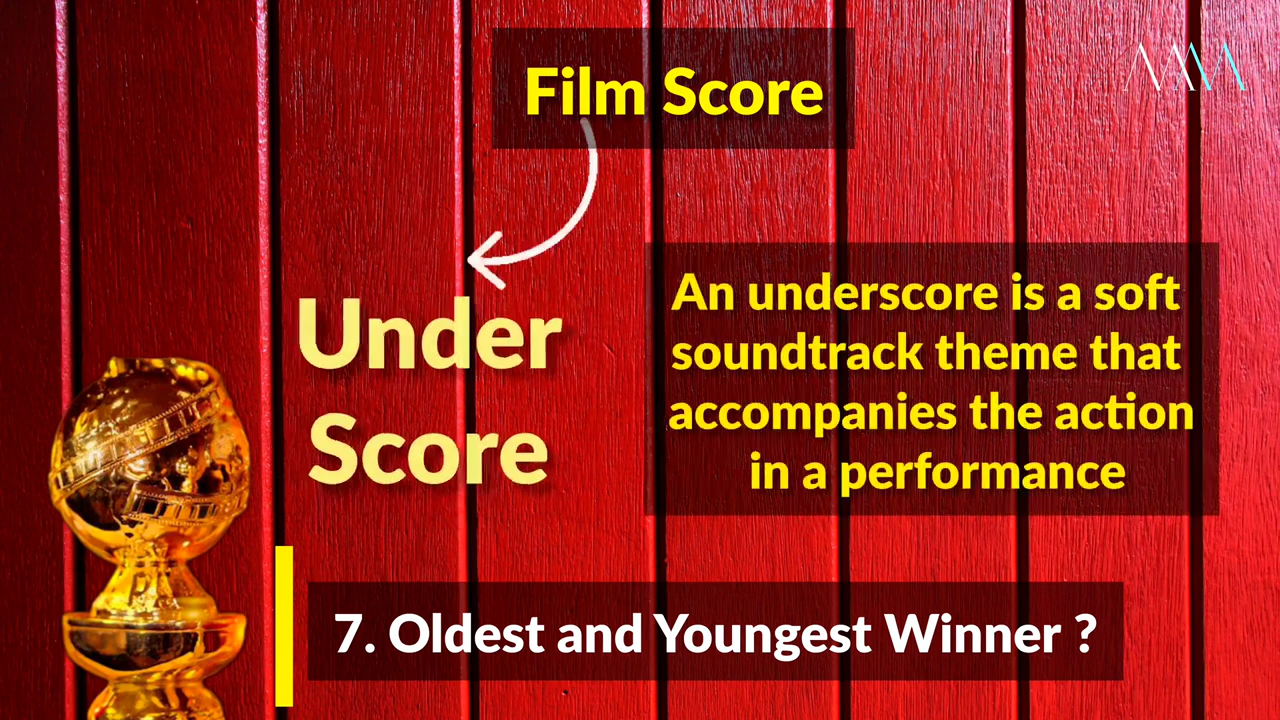 Film Score
Under
Score
An underscore is a soft
soundtrack theme that
accompanies the action
in a performance
7. Oldest and Youngest Winner ?